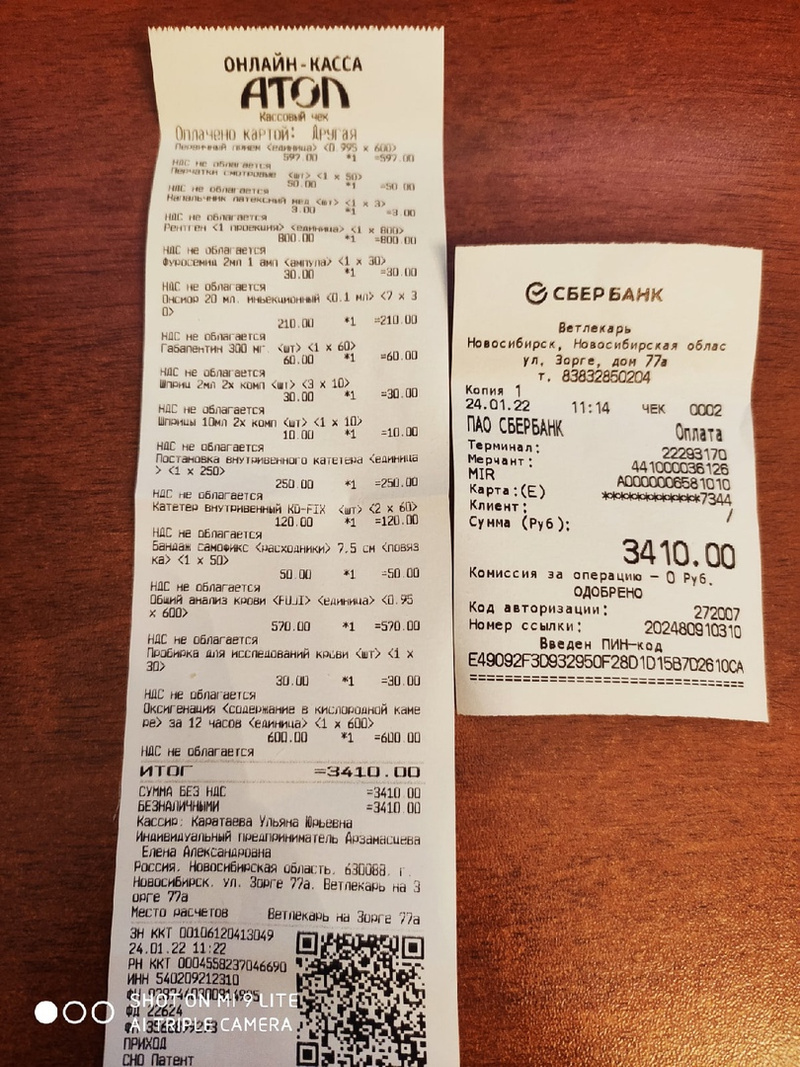 ОНЛАЙН-КАССА
АТОЛ
Кассовый чек
Оплачено картой: Другая
Первичный прием <единица> <0.995 x 600>
597.00 *1 =597.00
НДС не облагается
Перчатки смотровые <шт> <1 x 50>
50.00 *1 =50.00
НДС не облагается
Напальчник латексный мед <шт> <1 x 3>
3.00 *1 =3.00
НДС не облагается
Рентген <1 проекция> <единица> <1 x 800>
800.00 *1 =800.00
НДС не облагается
Фуросемид 2мл 1 амп <ампула> <1 x 30>
30.00 *1 =30.00
НДС не облагается
Онсиор 20 мл. инъекционный <0.1 мл> <7 x 3
0>
210.00 *1 =210.00
НДС не облагается
Габапентин 300 мг. <шт> <1 x 60>
60.00 *1 =60.00
НДС не облагается
Шприц 2мл 2х комп <шт> <3 x 10>
30.00 *1 =30.00
НДС не облагается
Шприцы 10мл 2х комп <шт> <1 x 10>
10.00 *1 =10.00
НДС не облагается
Постановка внутривенного катетера <единица
> <1 x 250>
250.00 *1 =250.00
НДС не облагается
Катетер внутривенный KD-FIX <шт> <2 x 60>
120.00 *1 =120.00
НДС не облагается
Бандаж самофикс <расходники> 7,5 см <повяз
ка> <1 x 50>
50.00 *1 =50.00
НДС не облагается
Общий анализ крови <FUJI> <единица> <0.95
x 600>
570.00 *1 =570.00
НДС не облагается
Пробирка для исследований крови <шт> <1 x
30>
30.00 *1 =30.00
НДС не облагается
Оксигенация <содержание в кислородной каме
ре> за 12 часов <единица> <1 x 600>
600.00 *1 =600.00
НДС не облагается
ИТОГ =3410.00
СУММА БЕЗ НДС =3410.00
БЕЗНАЛИЧНЫМИ =3410.00
Кассир: Каратаева Ульяна Юрьевна
Индивидуальный предприниматель Арзамасцева
Елена Александровна
Россия, Новосибирская область, 630088, г.
Новосибирск, ул. Зорге 77а, Ветлекарь на З
орге 77а
Место расчетов Ветлекарь на Зорге 77а
ЗН ККТ 00106120413049
24.01.22 11:22
РН ККТ 0004558237046690
ИНН 540209212310
ФД 22624
ПРИХОД
СНО Патент
SHOT ON MI 9 LITE
AI TRIPLE CAMERA
СБЕРБАНК
Ветлекарь
Новосибирск, Новосибирская облас
ул. Зорге, дом 77а
т. 83832850204
Копия 1
24.01.22 11:14 ЧЕК 0002
ПАО СБЕРБАНК Оплата
Терминал: 22293170
Мерчант: 441000036126
MIR A0000006581010
Карта:(E) ************7344
Клиент: /
Сумма (Руб):
3410.00
Комиссия за операцию – 0 Руб.
ОДОБРЕНО
Код авторизации: 272007
Номер ссылки: 202480910310
Введен ПИН-код
E49092F3D932950F28D1D15B7D2610CA
================================